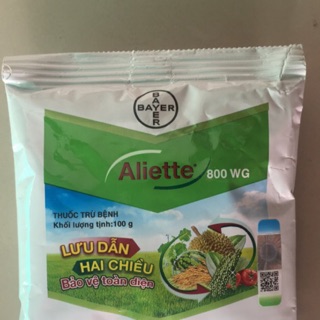 BAYER
BAYER
Aliette® 800 WG
THUỐC TRỪ BỆNH
Khối lượng tịnh: 100 g
LƯU DẪN
HAI CHIỀU
Bảo vệ toàn diện